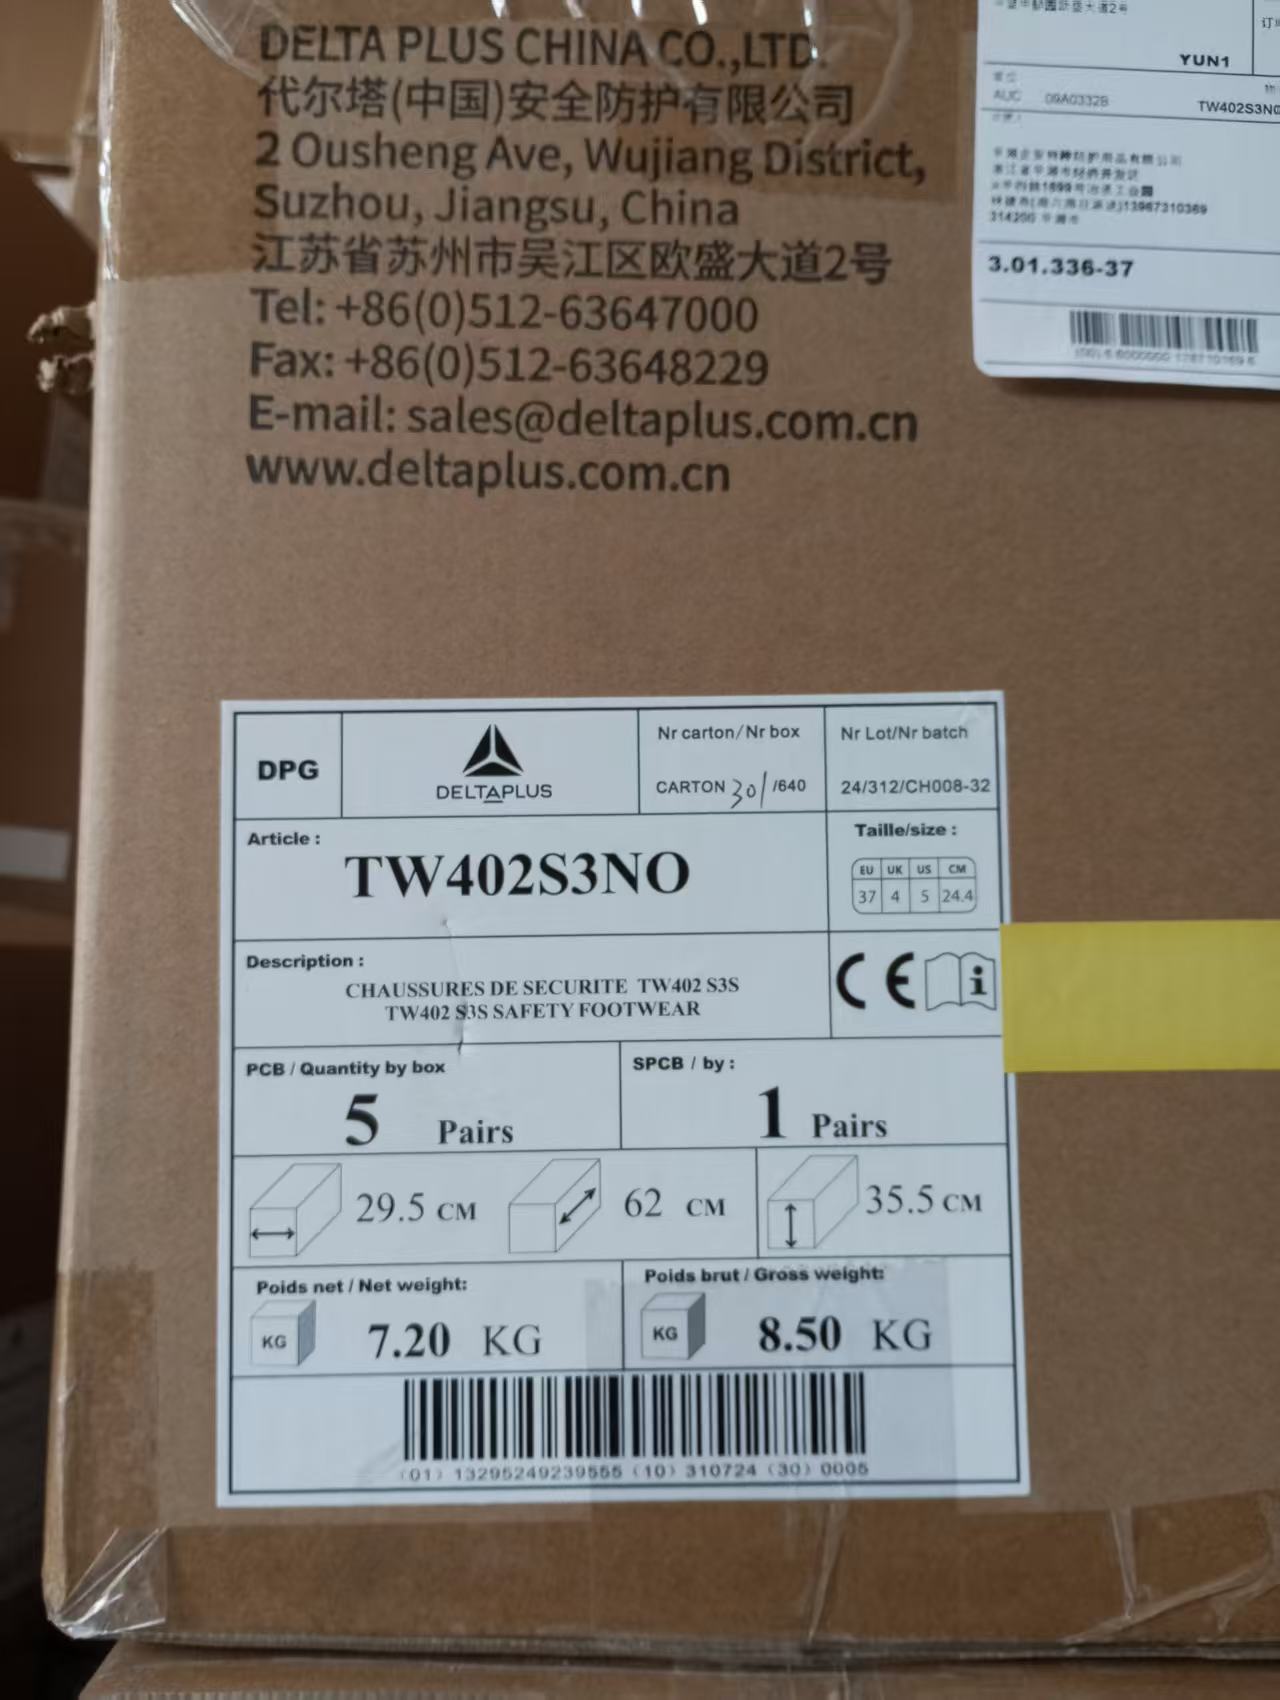 DELTA PLUS CHINA CO.,LTD.
代尔塔(中国)安全防护有限公司
2 Ousheng Ave, Wujiang District,
Suzhou, Jiangsu, China
江苏省苏州市吴江区欧盛大道2号
Tel: +86(0)512-63647000
Fax: +86(0)512-63648229
E-mail: sales@deltaplus.com.cn
www.deltaplus.com.cn
YUN1
AUC 09A0332B
TW402S3NO
314200 平湖市
3.01.336-37
DPG
DELTAPLUS
Nr carton/Nr box
CARTON 301 /640
Nr Lot/Nr batch
24/312/CH008-32
Article :
TW402S3NO
Taille/size :
EU UK US CM
37 4 5 24.4
Description :
CHAUSSURES DE SECURITE TW402 S3S
TW402 S3S SAFETY FOOTWEAR
CE i
PCB / Quantity by box
5 Pairs
SPCB / by :
1 Pairs
29.5 CM
62 CM
35.5 CM
Poids net / Net weight:
KG 7.20 KG
Poids brut / Gross weight:
KG 8.50 KG
(01) 13295249239555 (10) 310724 (30) 0005